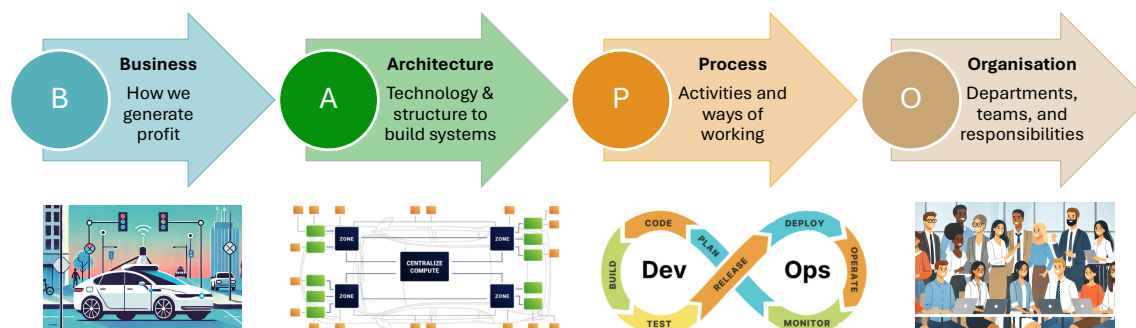 B
Business
How we
generate
profit
A
Architecture
Technology &
structure to
build systems
P
Process
Activities and
ways of
working
O
Organisation
Departments,
teams, and
responsibilities
ZONE
ZONE
CENTRALIZE
COMPUTE
ZONE
ZONE
CODE
PLAN
DEPLOY
BUILD
Dev
RELEASE
Ops
OPERATE
TEST
MONITOR